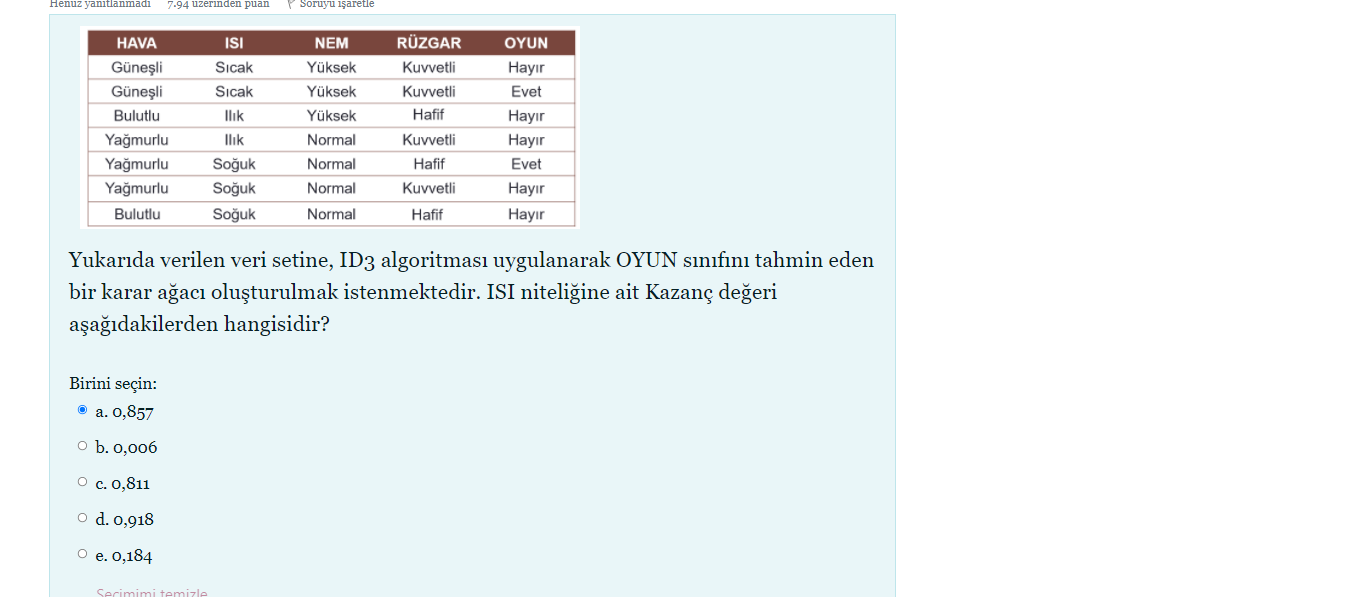 Henüz yanıtlanmadı 7.94 üzerinden puan Soruyu işaretle
HAVA ISI NEM RÜZGAR OYUN
Güneşli Sıcak Yüksek Kuvvetli Hayır
Güneşli Sıcak Yüksek Kuvvetli Evet
Bulutlu Ilık Yüksek Hafif Hayır
Yağmurlu Ilık Normal Kuvvetli Hayır
Yağmurlu Soğuk Normal Hafif Evet
Yağmurlu Soğuk Normal Kuvvetli Hayır
Bulutlu Soğuk Normal Hafif Hayır
Yukarıda verilen veri setine, ID3 algoritması uygulanarak OYUN sınıfını tahmin eden
bir karar ağacı oluşturulmak istenmektedir. ISI niteliğine ait Kazanç değeri
aşağıdakilerden hangisidir?
Birini seçin:
a. 0,857
b. 0,006
c. 0,811
d. 0,918
e. 0,184
Seçimimi temizle